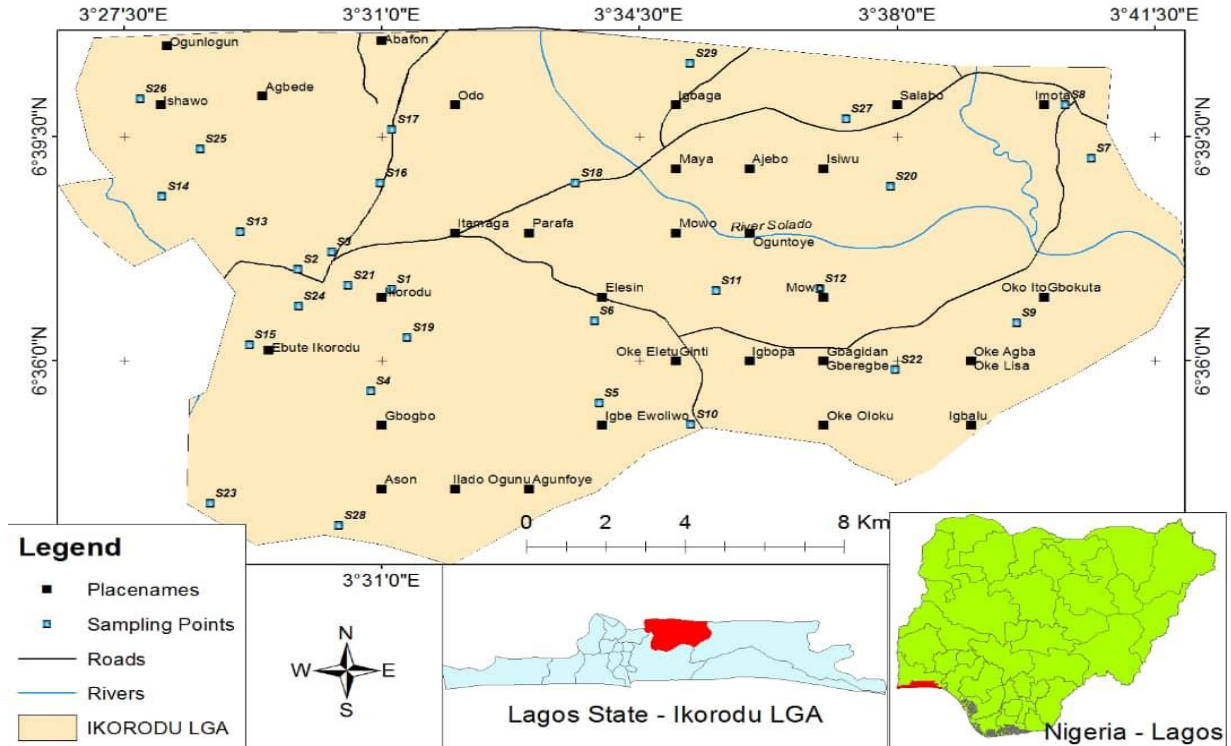 3°27'30"E
3°31'0"E
3°34'30"E
3°38'0"E
3°41'30"E
Ogunlogun
Abafon
S29
S26
Ishawo
Agbede
Odo
Igbaga
S27
Salabo
Imota
S8
6°39'30"N
6°39'30"N
S17
S25
S7
Maya
Ajebo
Isiwu
S14
S16
S18
S20
S13
Itamaga
Parafa
Mowo
River Solado
Oguntoye
S3
S2
S21
S1
S11
S12
Ikorodu
Elesin
Mowo
Oko Ito
Gbokuta
S24
S6
S9
S19
S15
Ebute Ikorodu
6°36'0"N
6°36'0"N
Oke Eletu
Ginti
Igbopa
Gbagidan
Gberegbe
S22
Oke Agba
Oke Lisa
S4
S5
Gbogbo
Igbe Ewoliwo
S10
Oke Oloku
Igbalu
Ason
Ilado Ogunu
Agunfoye
S23
S28
0 2 4 8 Km
3°31'0"E
Legend
Placenames
Sampling Points
Roads
Rivers
IKORODU LGA
N
W E
S
Lagos State - Ikorodu LGA
Nigeria - Lagos